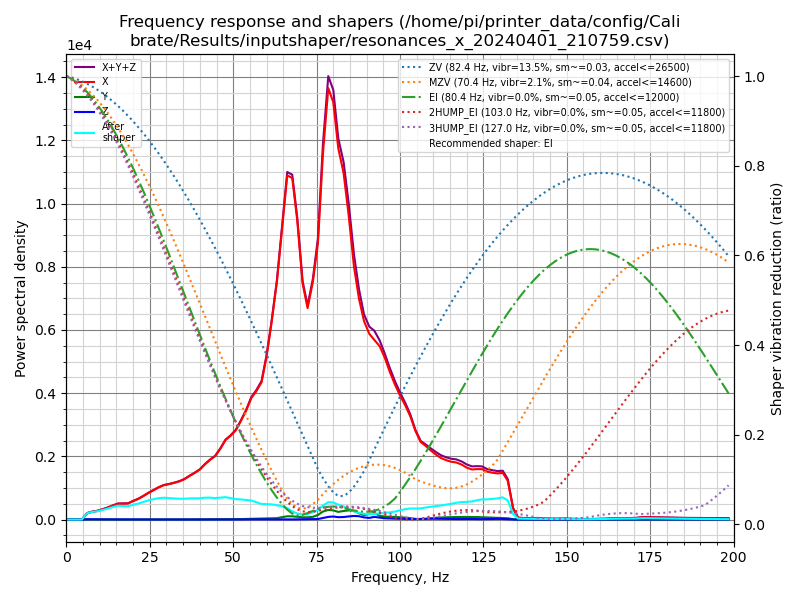 Frequency response and shapers (/home/pi/printer_data/config/Cali
brate/Results/inputshaper/resonances_x_20240401_210759.csv)
1e4
X+Y+Z
X
Y
Z
After
shaper
ZV (82.4 Hz, vibr=13.5%, sm~=0.03, accel<=26500)
MZV (70.4 Hz, vibr=2.1%, sm~=0.04, accel<=14600)
EI (80.4 Hz, vibr=0.0%, sm~=0.05, accel<=12000)
2HUMP_EI (103.0 Hz, vibr=0.0%, sm~=0.05, accel<=11800)
3HUMP_EI (127.0 Hz, vibr=0.0%, sm~=0.05, accel<=11800)
Recommended shaper: EI
Power spectral density
1.4
1.2
1.0
0.8
0.6
0.4
0.2
0.0
1.0
0.8
0.6
0.4
0.2
0.0
Shaper vibration reduction (ratio)
0 25 50 75 100 125 150 175 200
Frequency, Hz